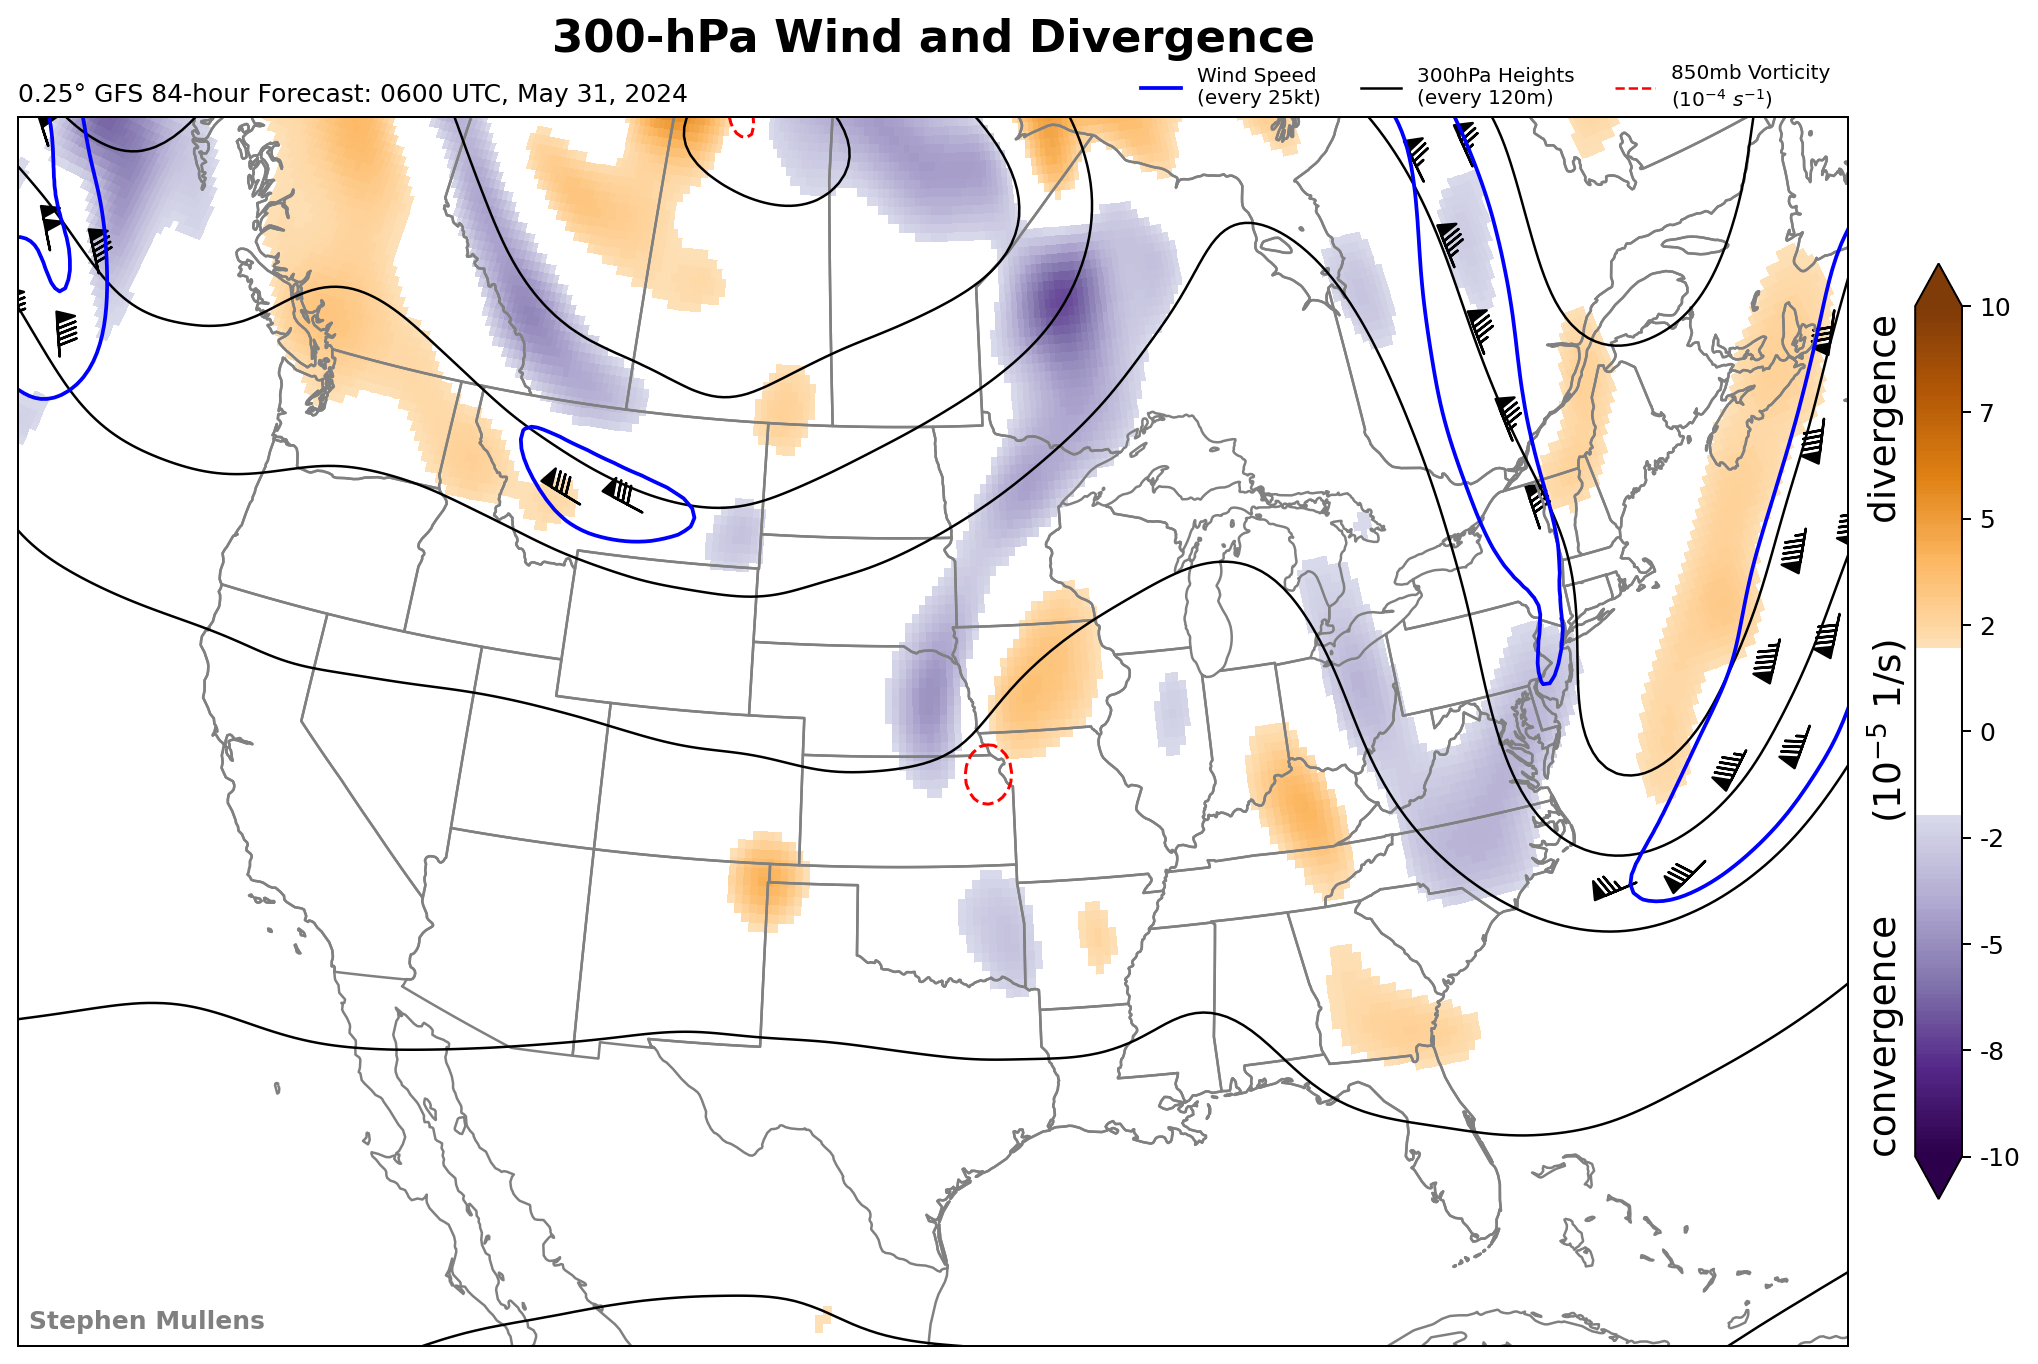 300-hPa Wind and Divergence
0.25° GFS 84-hour Forecast: 0600 UTC, May 31, 2024
Wind Speed
(every 25kt)
300hPa Heights
(every 120m)
850mb Vorticity
(10⁻⁴ s⁻¹)
10
7
5
2
0
-2
-5
-8
-10
convergence (10⁻⁵ 1/s) divergence
Stephen Mullens